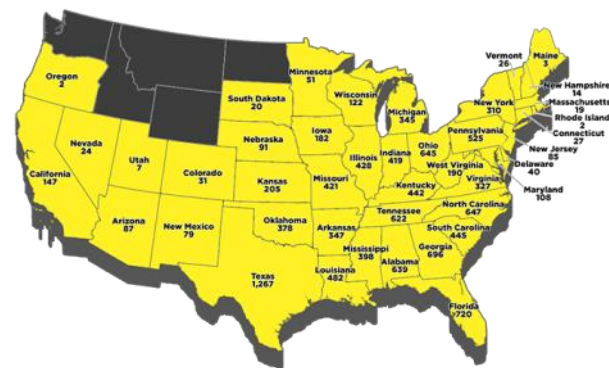 Oregon
2
California
147
Nevada
24
Utah
7
Arizona
87
Colorado
31
New Mexico
79
South Dakota
20
Nebraska
91
Kansas
205
Oklahoma
378
Texas
1,267
Minnesota
51
Iowa
182
Missouri
421
Arkansas
347
Louisiana
482
Wisconsin
122
Illinois
428
Michigan
345
Indiana
419
Ohio
645
Kentucky
442
Tennessee
622
Mississippi
398
Alabama
639
Georgia
696
Florida
720
South Carolina
445
North Carolina
647
Virginia
327
West Virginia
190
Pennsylvania
525
New York
310
Vermont
26
Maine
3
New Hampshire
14
Massachusetts
19
Rhode Island
2
Connecticut
27
New Jersey
85
Delaware
40
Maryland
108